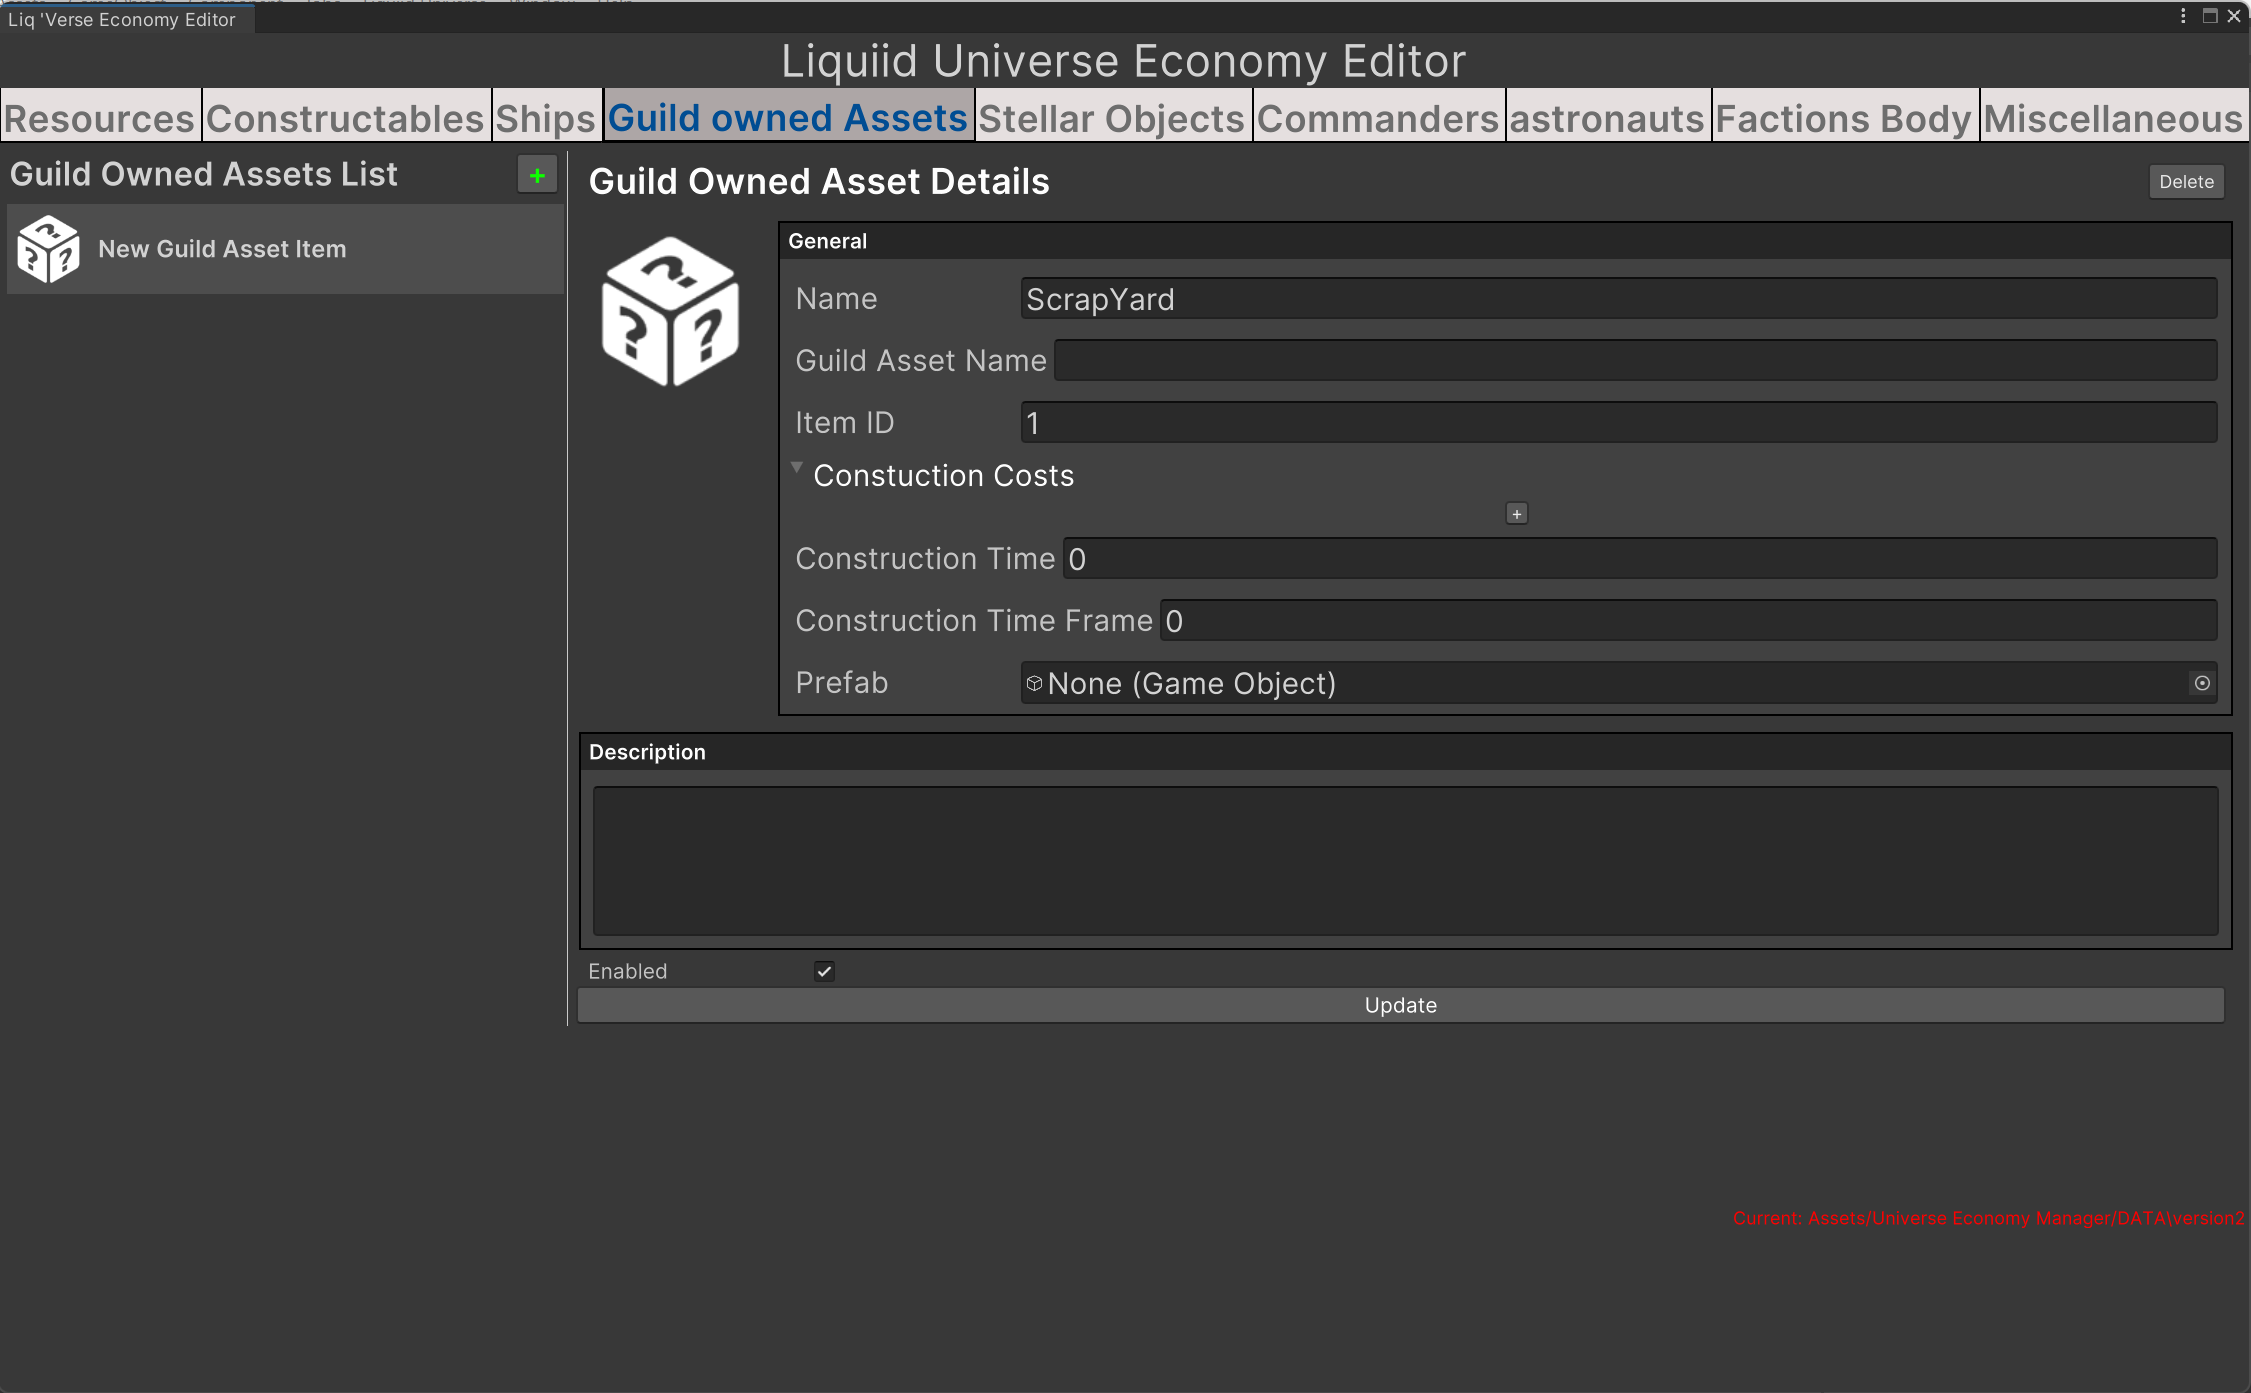 Liq 'Verse Economy Editor
Liquiid Universe Economy Editor
Resources Constructables Ships Guild owned Assets Stellar Objects Commanders astronauts Factions Body Miscellaneous
Guild Owned Assets List +
New Guild Asset Item
Guild Owned Asset Details Delete
General
Name ScrapYard
Guild Asset Name
Item ID 1
Constuction Costs
+
Construction Time 0
Construction Time Frame 0
Prefab None (Game Object)
Description
Enabled
Update
Current: Assets/Universe Economy Manager/DATA\version2